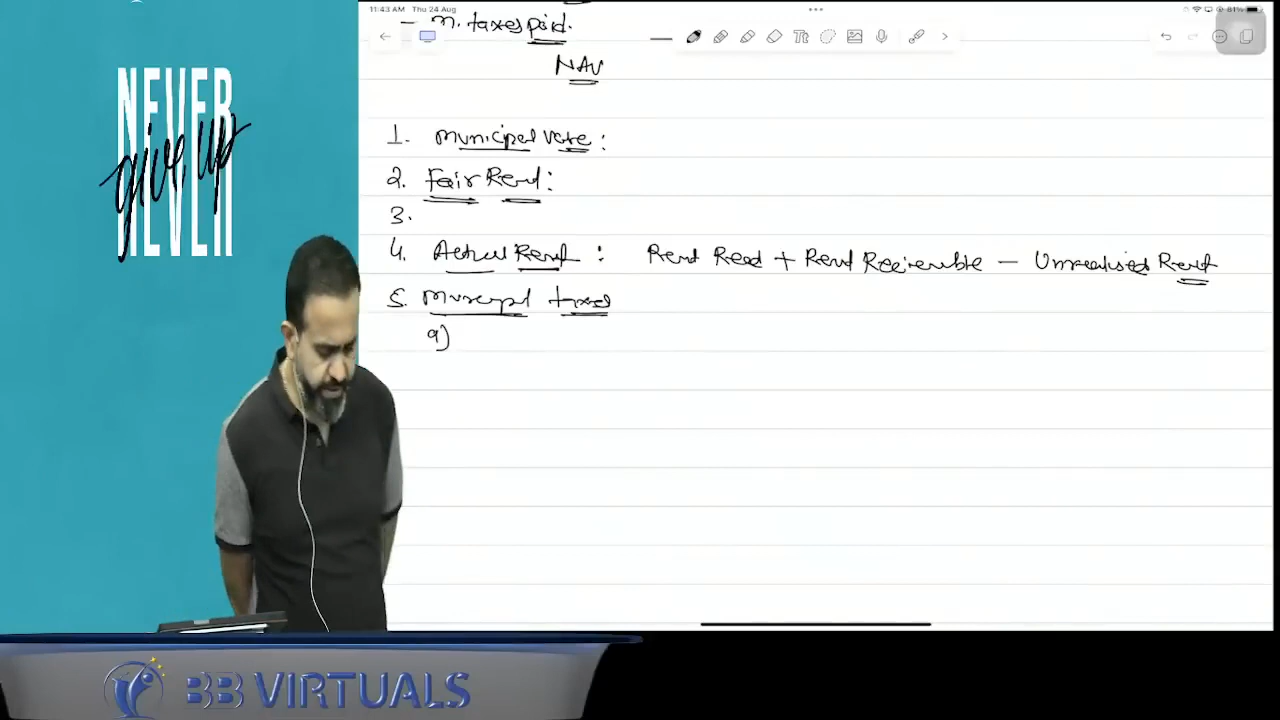 11:43 AM Thu 24 Aug
81%
- m. taxes paid.
NAV
1. Municipal Value :
2. Fair Rent :
3.
4. Actual Rent : Rent Recd + Rent Receivable - Unrealised Rent
5. Municipal taxes
a)
NEVER
give up
NEVER
BB VIRTUALS